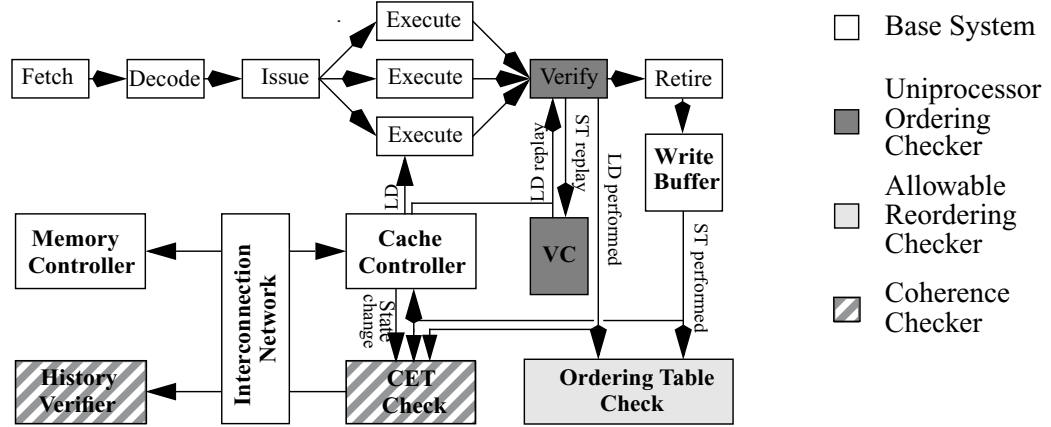 Execute
Base System
Fetch
Decode
Issue
Execute
Verify
Retire
Uniprocessor
Ordering
Checker
Execute
LD replay
ST replay
LD performed
Write
Buffer
LD
Allowable
Reordering
Checker
Memory
Controller
Interconnection
Network
Cache
Controller
VC
ST performed
State
change
Coherence
Checker
History
Verifier
CET
Check
Ordering Table
Check